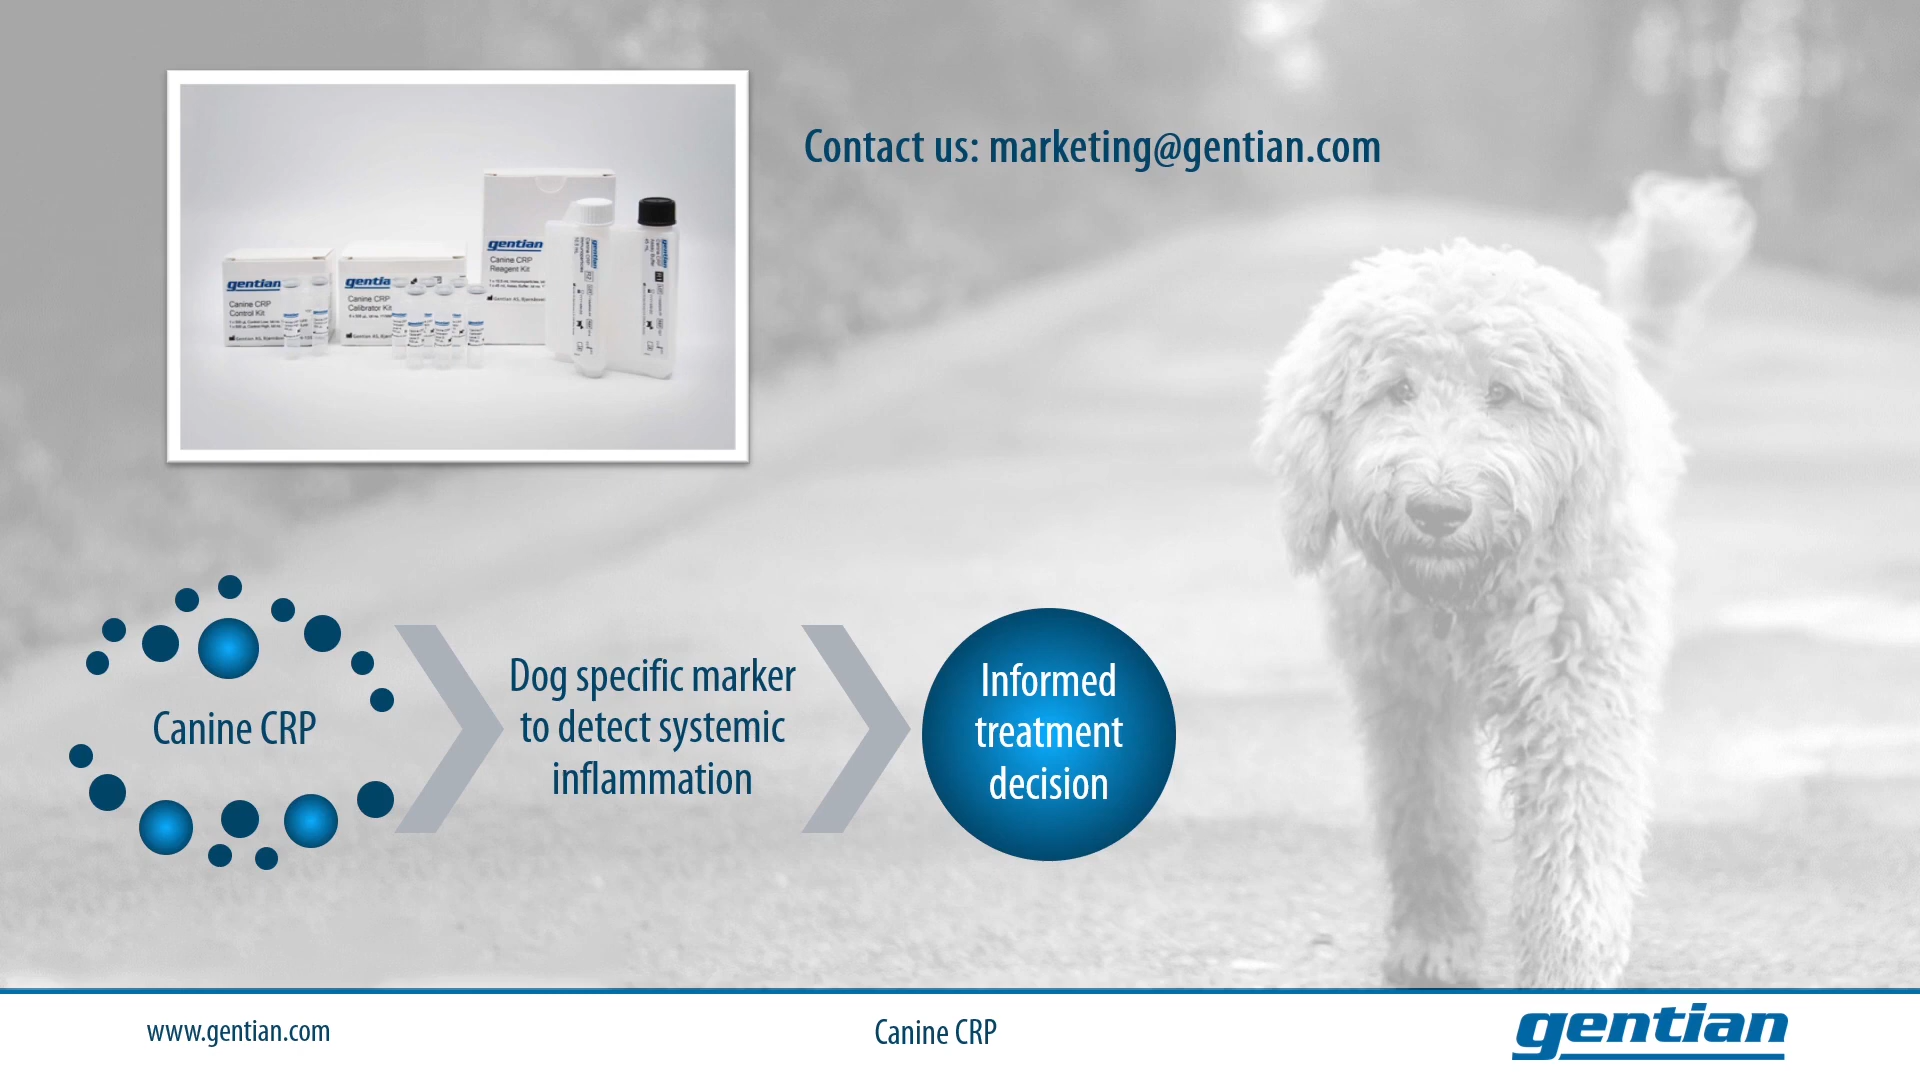 Contact us: marketing@gentian.com
gentian
Canine CRP
Control Kit
gentian
Canine CRP
Calibrator Kit
gentian
Canine CRP
Reagent Kit
Canine CRP
Dog specific marker
to detect systemic
inflammation
Informed
treatment
decision
www.gentian.com
Canine CRP
gentian